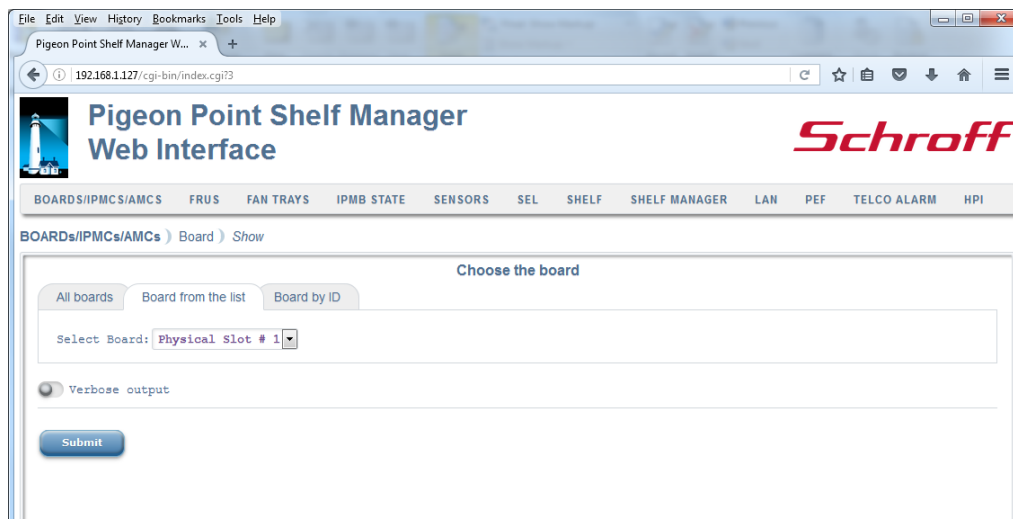 File Edit View History Bookmarks Tools Help
Pigeon Point Shelf Manager W... × +
192.168.1.127/cgi-bin/index.cgi?3
Pigeon Point Shelf Manager
Web Interface
Schroff
BOARDS/IPMCS/AMCS FRUS FAN TRAYS IPMB STATE SENSORS SEL SHELF SHELF MANAGER LAN PEF TELCO ALARM HPI
BOARDs/IPMCs/AMCs ) Board ) Show
Choose the board
All boards Board from the list Board by ID
Select Board: Physical Slot # 1
Verbose output
Submit